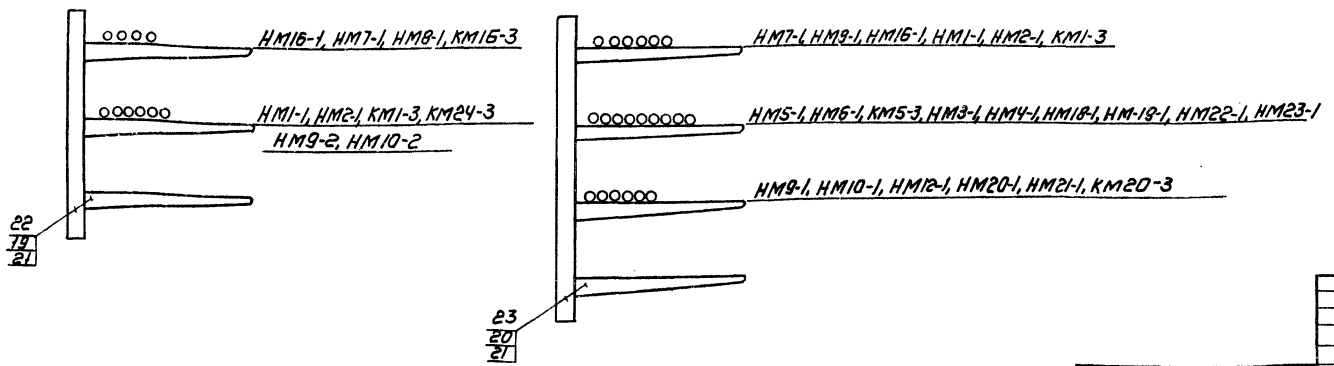 НМ16-1, НМ7-1, НМ8-1, КМ16-3
НМ1-1, НМ2-1, КМ1-3, КМ24-3
НМ9-2, НМ10-2
22
19
21
НМ7-1, НМ9-1, НМ16-1, НМ1-1, НМ2-1, КМ1-3
НМ5-1, НМ6-1, КМ5-3, НМ3-1, НМ4-1, НМ18-1, НМ-19-1, НМ22-1, НМ23-1
НМ9-1, НМ10-1, НМ12-1, НМ20-1, НМ21-1, КМ20-3
23
20
21